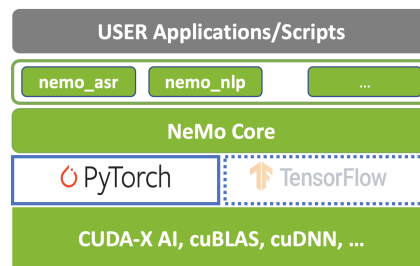 USER Applications/Scripts
nemo_asr nemo_nlp ...
NeMo Core
PyTorch TensorFlow
CUDA-X AI, cuBLAS, cuDNN, ...